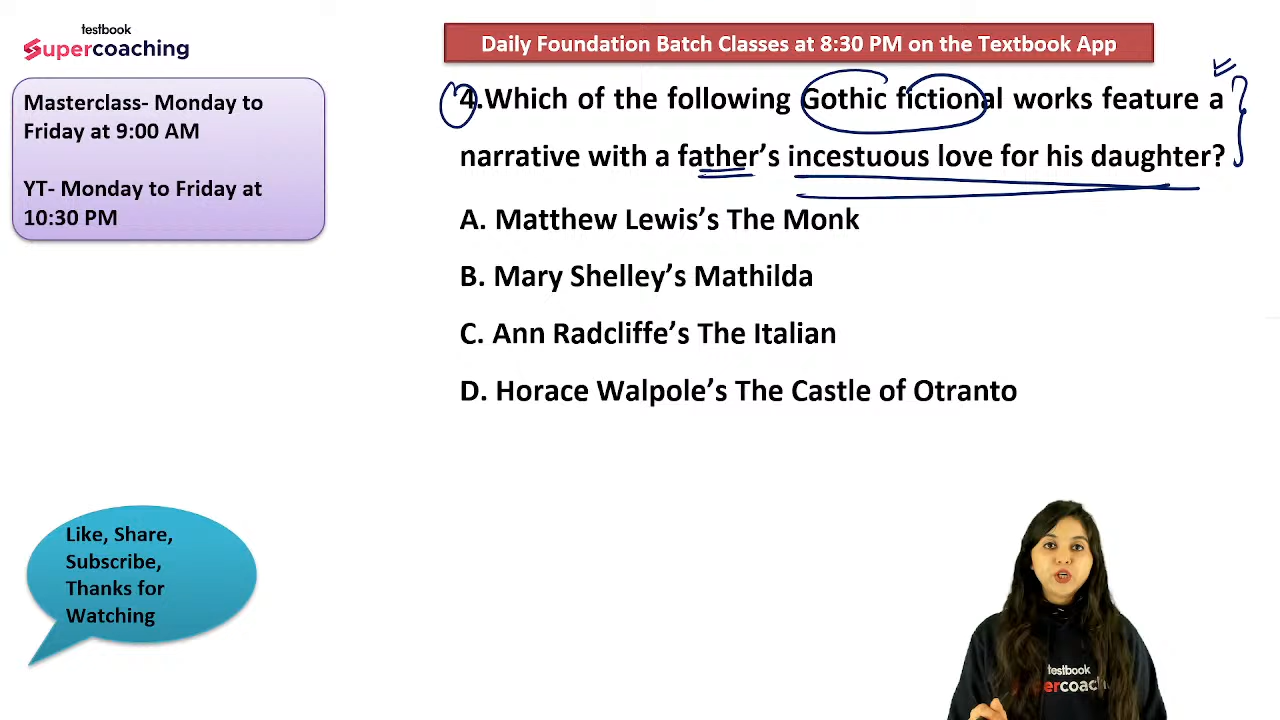 testbook
Supercoaching
Daily Foundation Batch Classes at 8:30 PM on the Textbook App
Masterclass- Monday to
Friday at 9:00 AM
YT- Monday to Friday at
10:30 PM
4.Which of the following Gothic fictional works feature a
narrative with a father’s incestuous love for his daughter?
A. Matthew Lewis’s The Monk
B. Mary Shelley’s Mathilda
C. Ann Radcliffe’s The Italian
D. Horace Walpole’s The Castle of Otranto
Like, Share,
Subscribe,
Thanks for
Watching
testbook
supercoachi